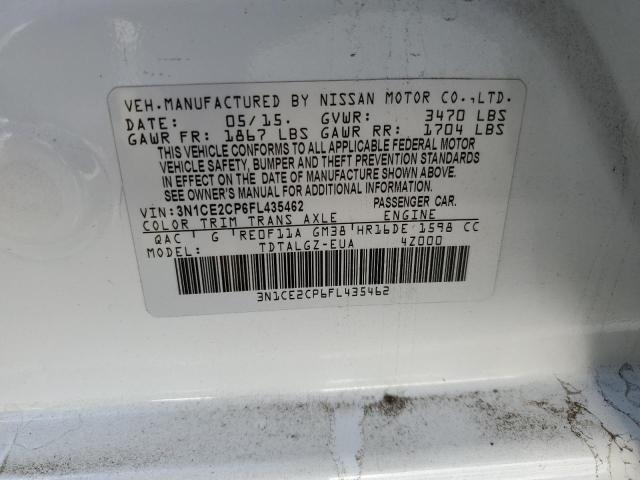 VEH.MANUFACTURED BY NISSAN MOTOR CO.,LTD.
DATE: 05/15. GVWR: 3470 LBS
GAWR FR: 1867 LBS GAWR RR: 1704 LBS
THIS VEHICLE CONFORMS TO ALL APPLICABLE FEDERAL MOTOR
VEHICLE SAFETY, BUMPER AND THEFT PREVENTION STANDARDS
IN EFFECT ON THE DATE OF MANUFACTURE SHOWN ABOVE.
SEE OWNER'S MANUAL FOR ADDITIONAL INFORMATION
VIN: 3N1CE2CP6FL435462 PASSENGER CAR.
COLOR TRIM TRANS AXLE ENGINE
QAC G RE0F11A GM38 HR16DE 1598 CC
TDTALGZ-EUA 4Z000
3N1CE2CP6FL435462